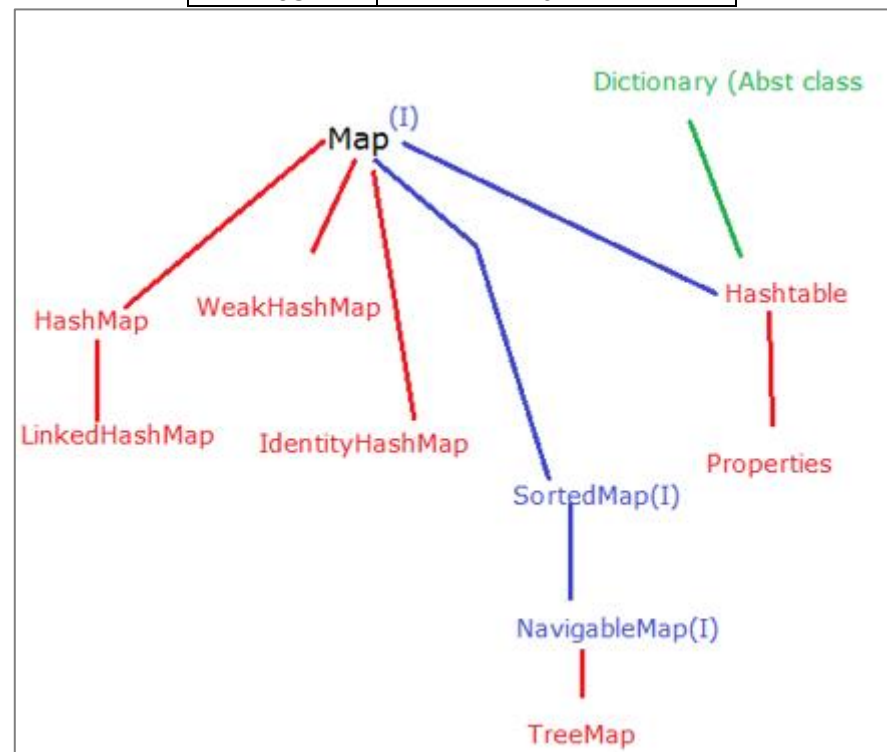 Dictionary (Abst class
Map (I)
Hashtable
WeakHashMap
HashMap
LinkedHashMap
IdentityHashMap
Properties
SortedMap(I)
NavigableMap(I)
TreeMap